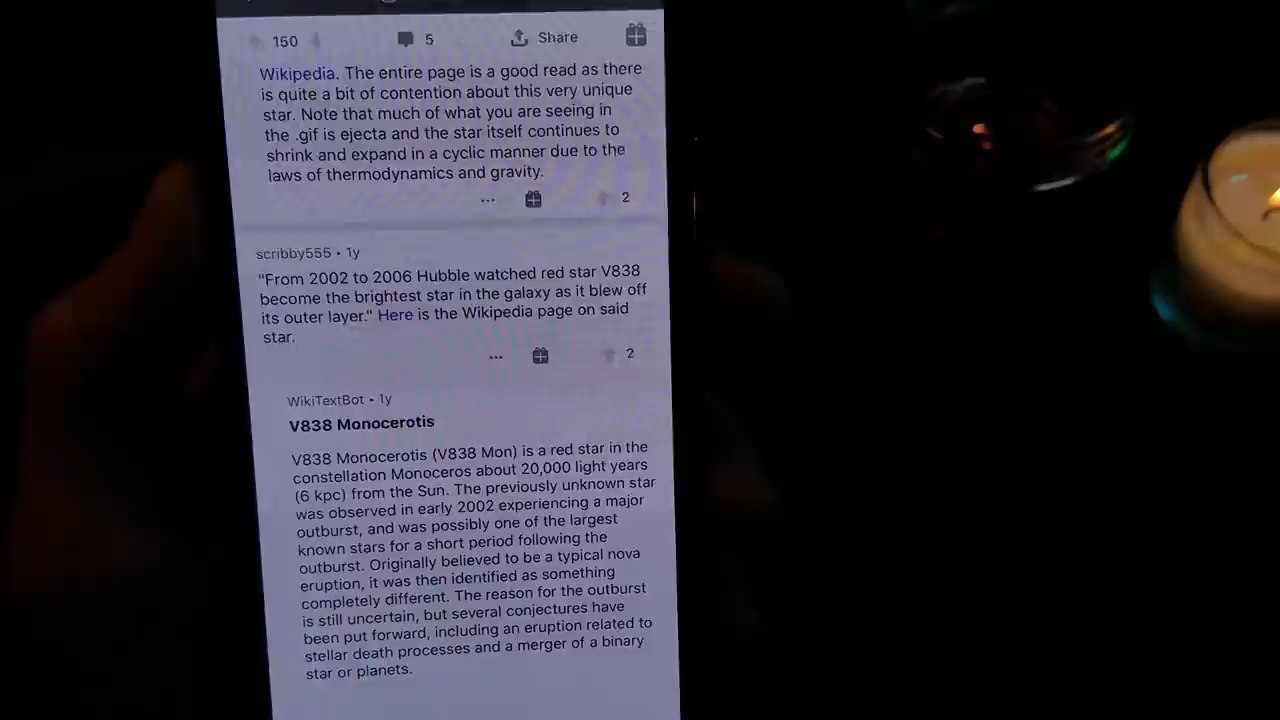 150
5
Share
Wikipedia. The entire page is a good read as there
is quite a bit of contention about this very unique
star. Note that much of what you are seeing in
the .gif is ejecta and the star itself continues to
shrink and expand in a cyclic manner due to the
laws of thermodynamics and gravity.
... 2
scribby555 • 1y
"From 2002 to 2006 Hubble watched red star V838
become the brightest star in the galaxy as it blew off
its outer layer." Here is the Wikipedia page on said
star.
... 2
WikiTextBot • 1y
V838 Monocerotis
V838 Monocerotis (V838 Mon) is a red star in the
constellation Monoceros about 20,000 light years
(6 kpc) from the Sun. The previously unknown star
was observed in early 2002 experiencing a major
outburst, and was possibly one of the largest
known stars for a short period following the
outburst. Originally believed to be a typical nova
eruption, it was then identified as something
completely different. The reason for the outburst
is still uncertain, but several conjectures have
been put forward, including an eruption related to
stellar death processes and a merger of a binary
star or planets.